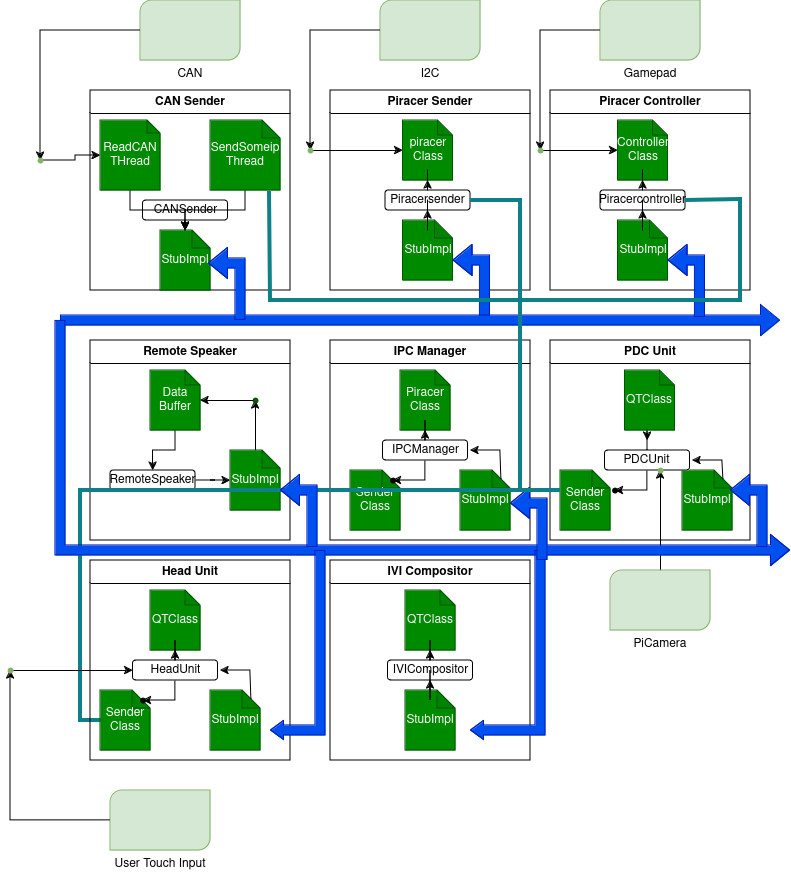 CAN
I2C
Gamepad
CAN Sender
Piracer Sender
Piracer Controller
ReadCAN
THread
SendSomeip
Thread
piracer
Class
Controller
Class
CANSender
Piracersender
Piracercontroller
StubImpl
StubImpl
StubImpl
Remote Speaker
IPC Manager
PDC Unit
Data
Buffer
Piracer
Class
QTClass
RemoteSpeaker
StubImpl
IPCManager
Sender
Class
StubImpl
PDCUnit
Sender
Class
StubImpl
Head Unit
IVI Compositor
QTClass
QTClass
PiCamera
HeadUnit
IVICompositor
Sender
Class
StubImpl
StubImpl
User Touch Input